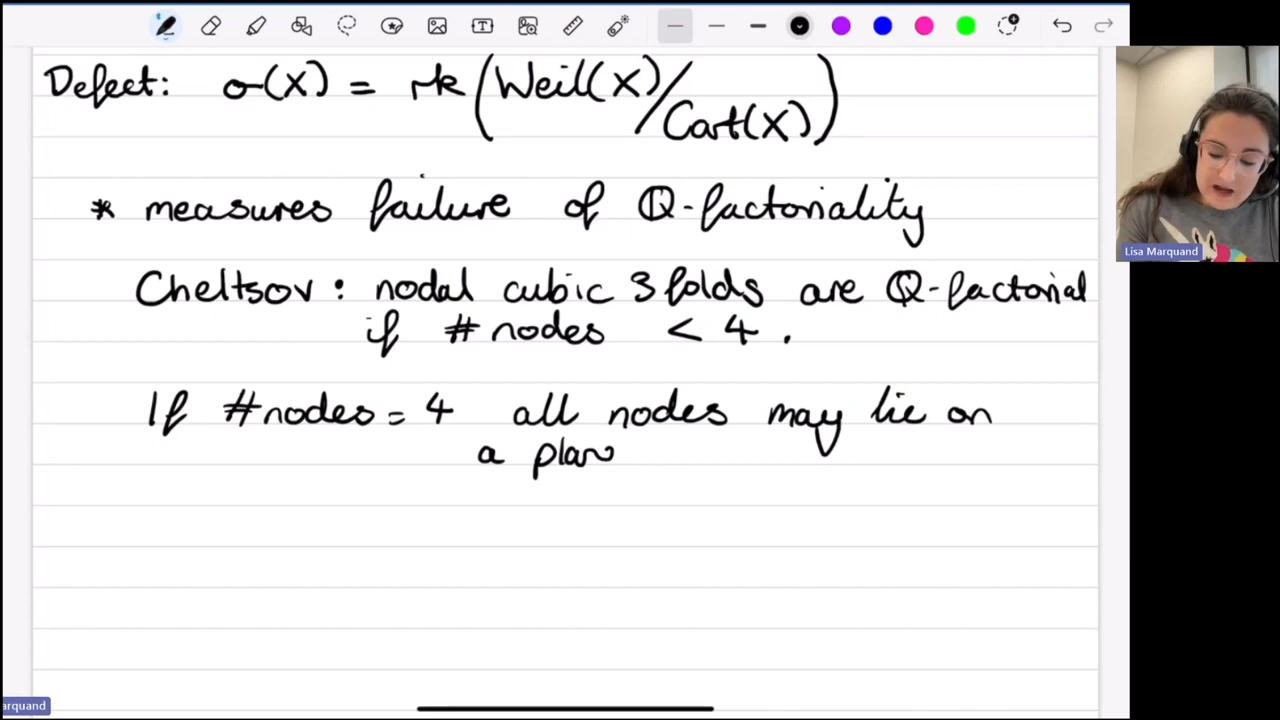 Defect: σ(X) = rk(Weil(X)/Cart(X))
* measures failure of ℚ-factoriality
Cheltsov: nodal cubic 3folds are ℚ-factorial
if # nodes < 4.
If #nodes = 4 all nodes may lie on
a plan
Lisa Marquand
arquand